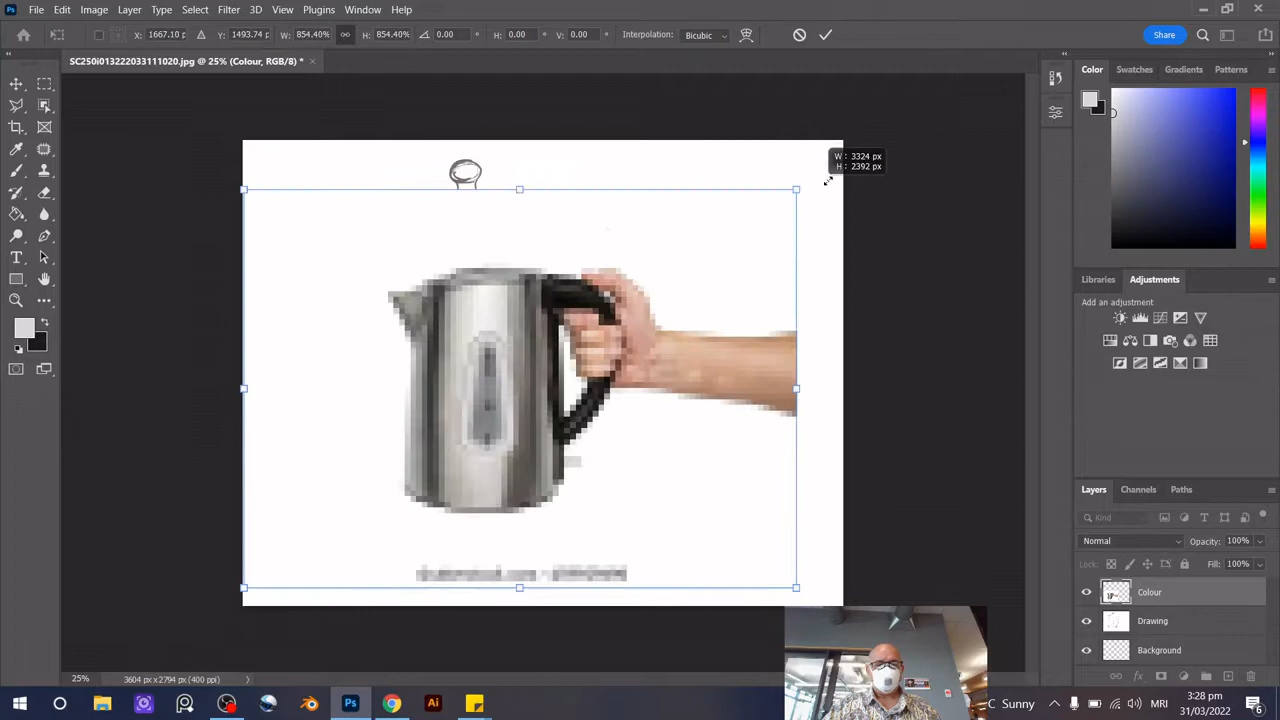 File Edit Image Layer Type Select Filter 3D View Plugins Window Help
X: 1667.10 p Y: 1493.74 p W: 854.40% H: 854.40% 0.00 ° H: 0.00 ° V: 0.00 ° Interpolation: Bicubic Share
SC250i013222033111020.jpg @ 25% (Colour, RGB/8) *
Color Swatches Gradients Patterns
W: 3324 px
H: 2392 px
Libraries Adjustments
Add an adjustment
Layers Channels Paths
Kind
Normal Opacity: 100%
Lock: Fill: 100%
Colour
Drawing
Background
25% 3604 px x 2794 px (400 ppi)
C Sunny MRV 3:28 pm
31/03/2022 6